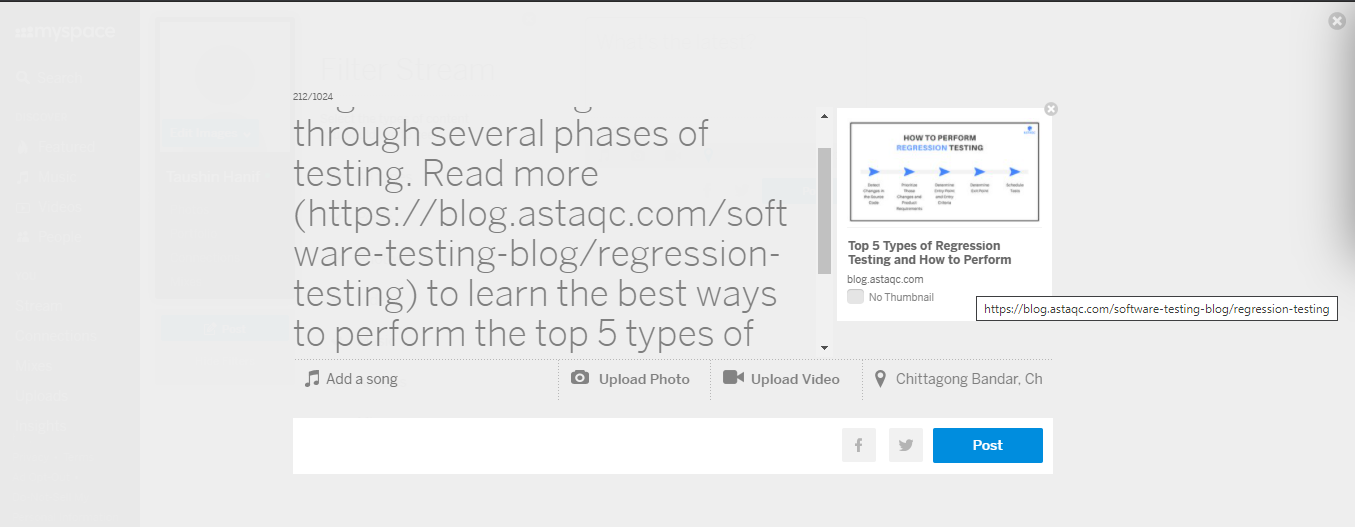 myspace
Search
212/1024
through several phases of
testing. Read more
(https://blog.astaqc.com/soft
ware-testing-blog/regression-
testing) to learn the best ways
to perform the top 5 types of
HOW TO PERFORM
REGRESSION TESTING
Detect
Changes in
the Source
Code
Prioritize
Phase
Changes and
Product
Requirements
Determine
Entry Point
and Entry
Criteria
Determine
Exit Point
Schedule
Tests
Top 5 Types of Regression
Testing and How to Perform
blog.astaqc.com
No Thumbnail
https://blog.astaqc.com/software-testing-blog/regression-testing
Add a song
Upload Photo
Upload Video
Chittagong Bandar, Ch
Post